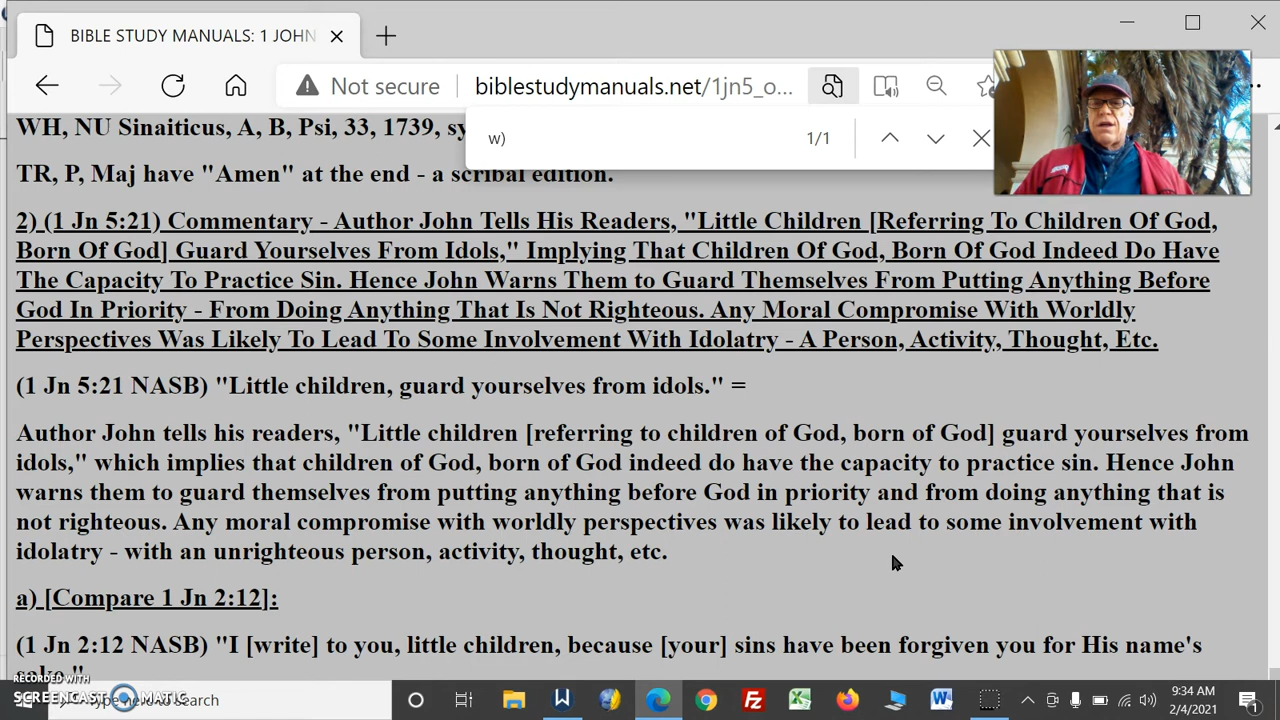 BIBLE STUDY MANUALS: 1 JOHN
Not secure
biblestudymanuals.net/1jn5_o...
w)
1/1
WH, NU Sinaiticus, A, B, Psi, 33, 1739, sy
TR, P, Maj have "Amen" at the end - a scribal edition.
2) (1 Jn 5:21) Commentary - Author John Tells His Readers, "Little Children [Referring To Children Of God,
Born Of God] Guard Yourselves From Idols," Implying That Children Of God, Born Of God Indeed Do Have
The Capacity To Practice Sin. Hence John Warns Them to Guard Themselves From Putting Anything Before
God In Priority - From Doing Anything That Is Not Righteous. Any Moral Compromise With Worldly
Perspectives Was Likely To Lead To Some Involvement With Idolatry - A Person, Activity, Thought, Etc.
(1 Jn 5:21 NASB) "Little children, guard yourselves from idols." =
Author John tells his readers, "Little children [referring to children of God, born of God] guard yourselves from
idols," which implies that children of God, born of God indeed do have the capacity to practice sin. Hence John
warns them to guard themselves from putting anything before God in priority and from doing anything that is
not righteous. Any moral compromise with worldly perspectives was likely to lead to some involvement with
idolatry - with an unrighteous person, activity, thought, etc.
a) [Compare 1 Jn 2:12]:
(1 Jn 2:12 NASB) "I [write] to you, little children, because [your] sins have been forgiven you for His name's
sake."
RECORDED WITH
SCREENCAST MATIC
Type here to search
9:34 AM
2/4/2021
1